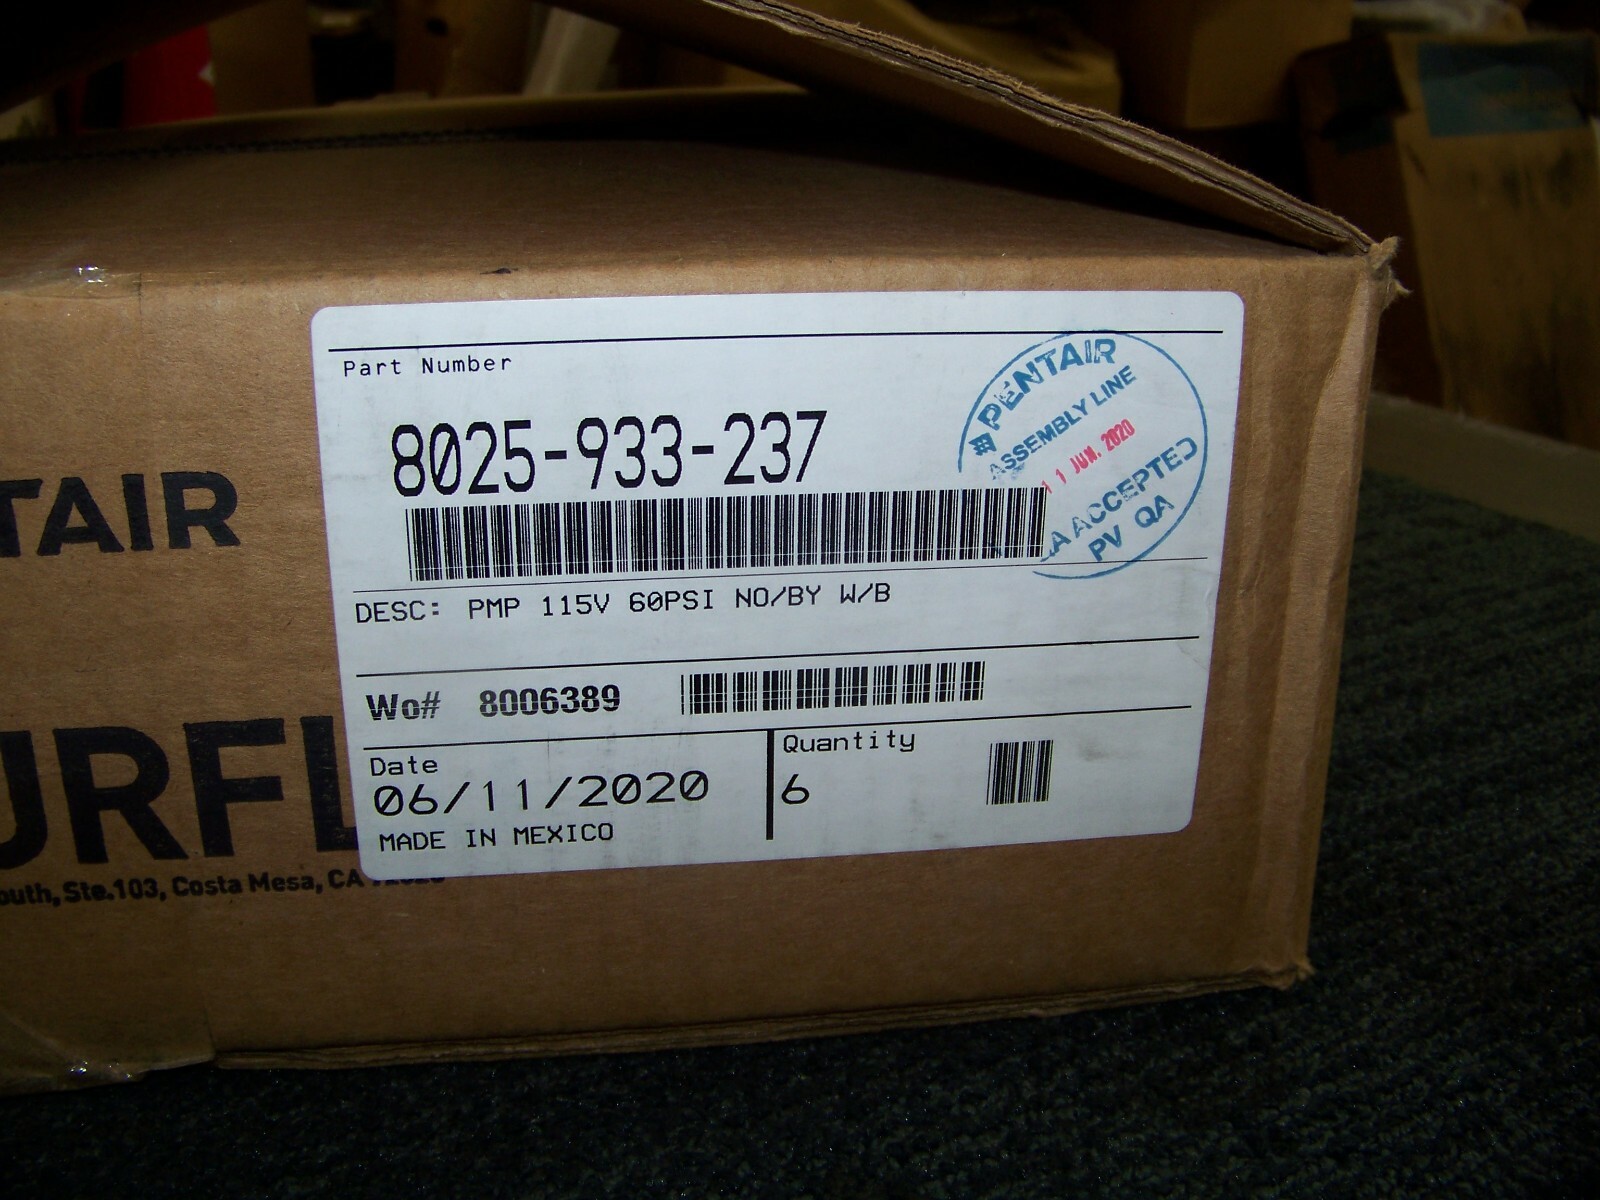 Part Number
8025-933-237
PENTAIR
ASSEMBLY LINE
11 JUN. 2020
ACCEPTED
PV QA
DESC: PMP 115V 60PSI NO/BY W/B
Wo# 8006389
Date
06/11/2020
Quantity
6
MADE IN MEXICO
TAIR
URFL
outh, Ste.103, Costa Mesa, CA